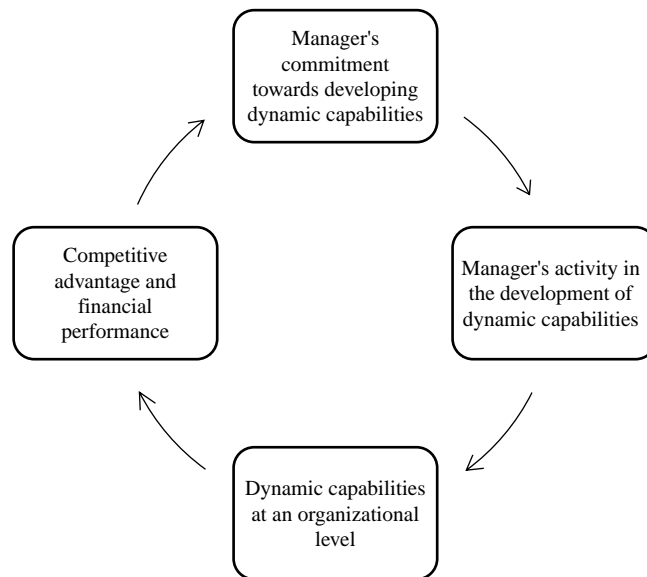 Manager's
commitment
towards developing
dynamic capabilities
Manager's activity in
the development of
dynamic capabilities
Dynamic capabilities
at an organizational
level
Competitive
advantage and
financial
performance